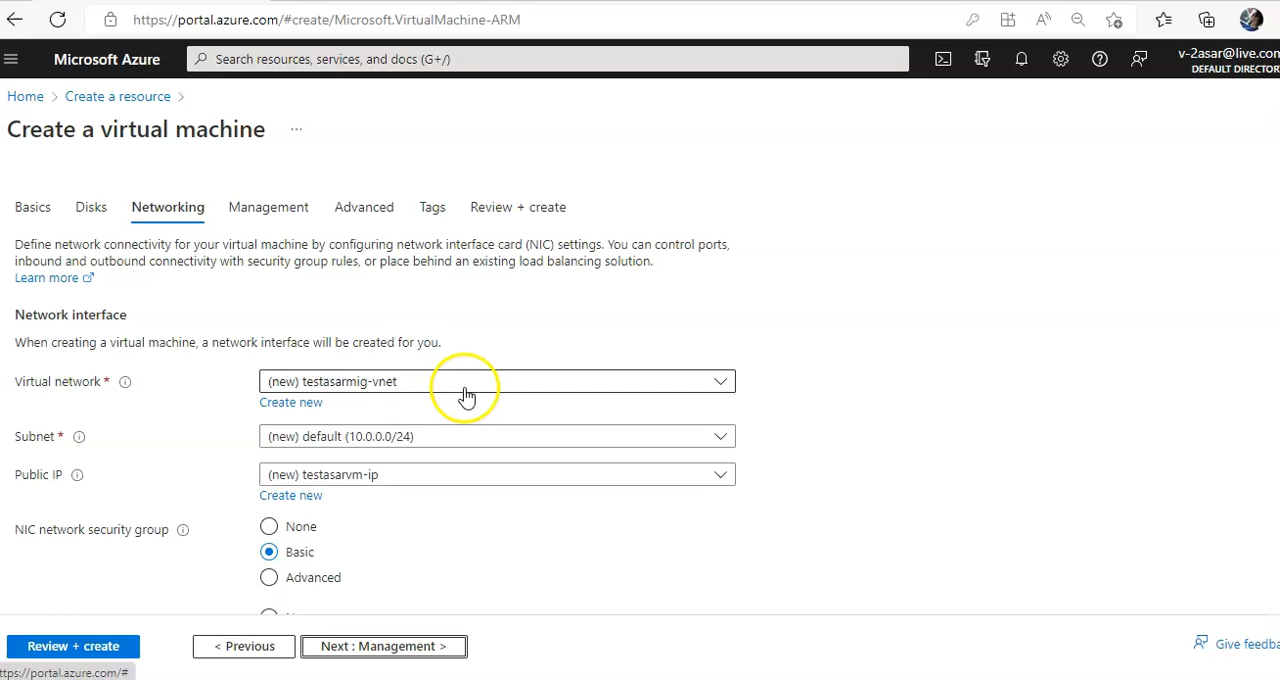 https://portal.azure.com/#create/Microsoft.VirtualMachine-ARM
Microsoft Azure
Search resources, services, and docs (G+/)
v-2asar@live.com
DEFAULT DIRECTOR
Home > Create a resource >
Create a virtual machine ...
Basics Disks Networking Management Advanced Tags Review + create
Define network connectivity for your virtual machine by configuring network interface card (NIC) settings. You can control ports,
inbound and outbound connectivity with security group rules, or place behind an existing load balancing solution.
Learn more
Network interface
When creating a virtual machine, a network interface will be created for you.
Virtual network * (new) testasarmig-vnet
Create new
Subnet * (new) default (10.0.0.0/24)
Public IP (new) testasarvm-ip
Create new
NIC network security group None
Basic
Advanced
Review + create < Previous Next : Management > Give feedba
ttps://portal.azure.com/#